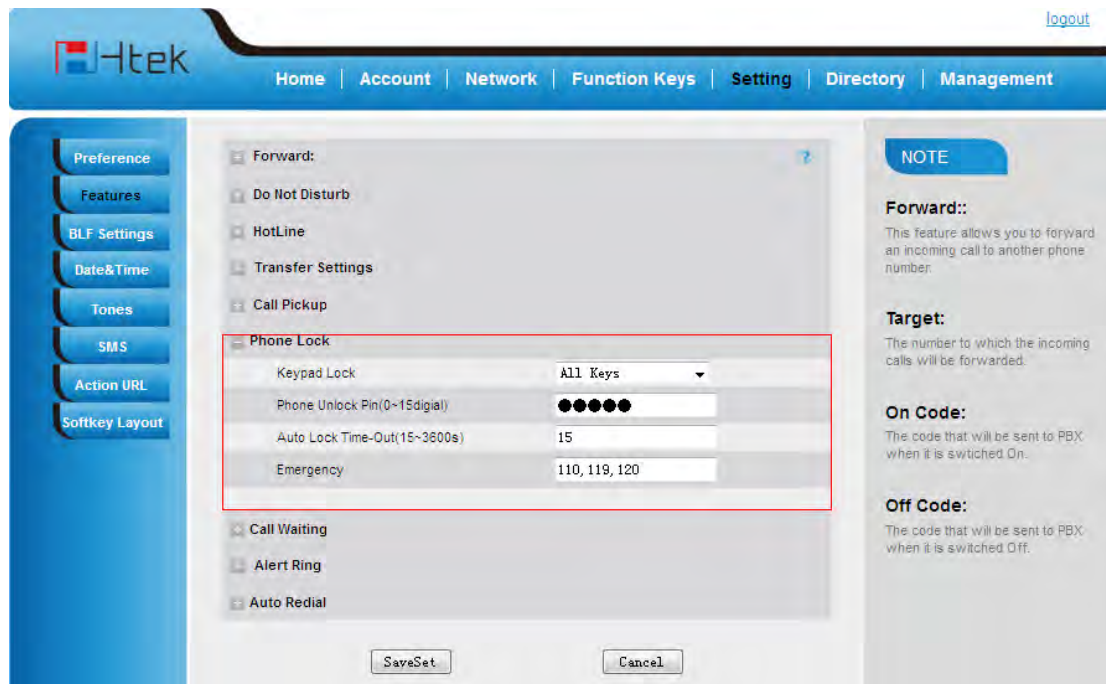 logout
Htek
Home | Account | Network | Function Keys | Setting | Directory | Management
Preference
Features
BLF Settings
Date&Time
Tones
SMS
Action URL
Softkey Layout
Forward: ?
Do Not Disturb
HotLine
Transfer Settings
Call Pickup
Phone Lock
Keypad Lock All Keys
Phone Unlock Pin(0~15digial) ●●●●●
Auto Lock Time-Out(15~3600s) 15
Emergency 110, 119, 120
Call Waiting
Alert Ring
Auto Redial
SaveSet Cancel
NOTE
Forward::
This feature allows you to forward
an incoming call to another phone
number.
Target:
The number to which the incoming
calls will be forwarded.
On Code:
The code that will be sent to PBX
when it is swtiched On.
Off Code:
The code that will be sent to PBX
when it is switched Off.